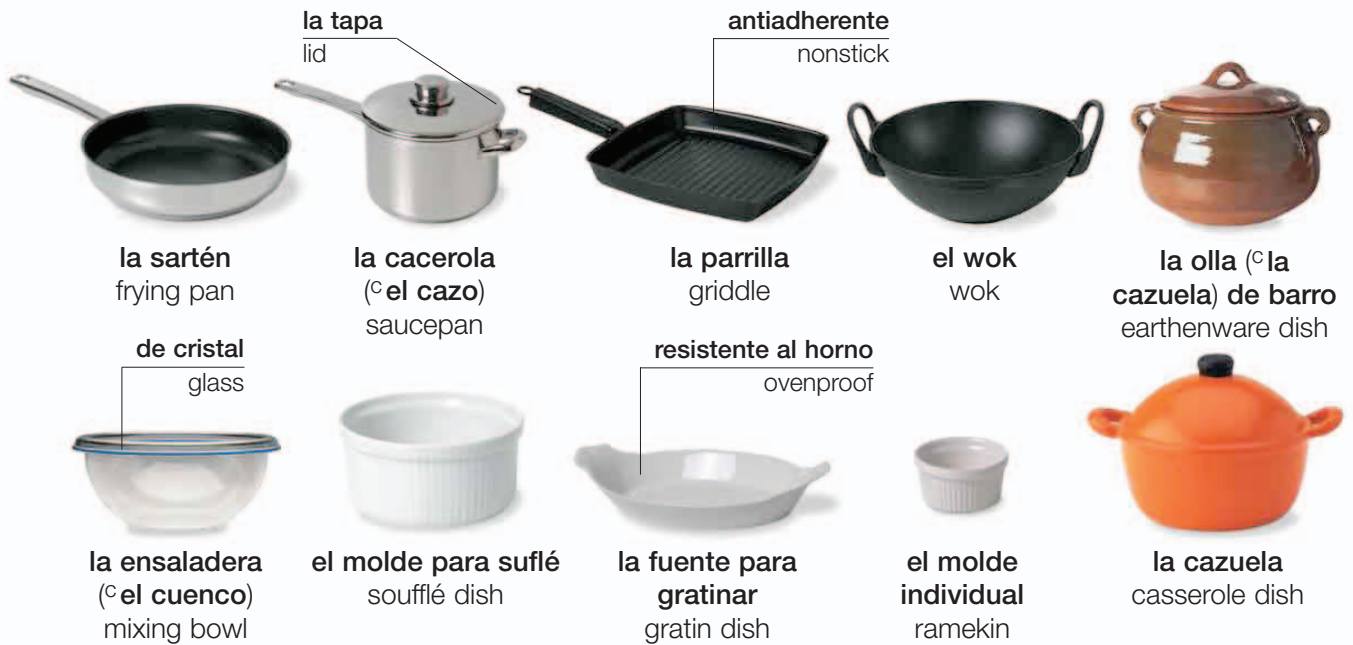 la tapa
lid
antiadherente
nonstick
la sartén
frying pan
la cacerola
(ᶜel cazo)
saucepan
la parrilla
griddle
el wok
wok
la olla (ᶜla
cazuela) de barro
earthenware dish
de cristal
glass
resistente al horno
ovenproof
la ensaladera
(ᶜel cuenco)
mixing bowl
el molde para suflé
soufflé dish
la fuente para
gratinar
gratin dish
el molde
individual
ramekin
la cazuela
casserole dish